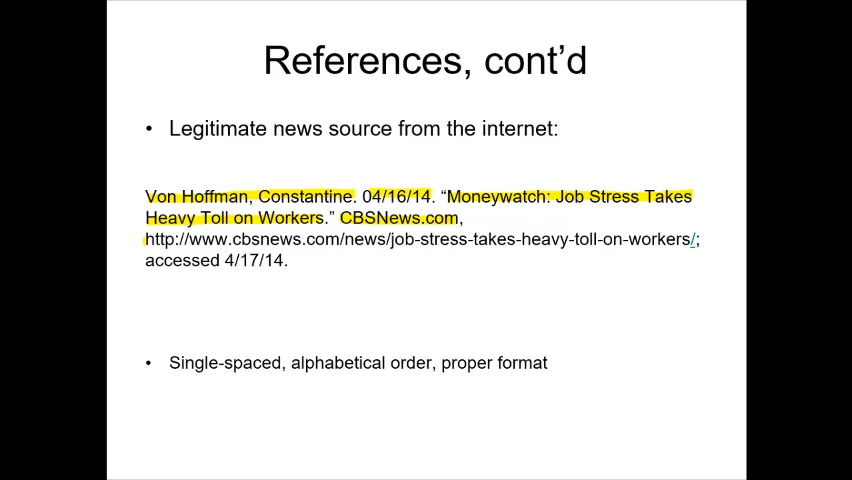 References, cont’d
• Legitimate news source from the internet:
Von Hoffman, Constantine. 04/16/14. “Moneywatch: Job Stress Takes
Heavy Toll on Workers.” CBSNews.com,
http://www.cbsnews.com/news/job-stress-takes-heavy-toll-on-workers/;
accessed 4/17/14.
• Single-spaced, alphabetical order, proper format